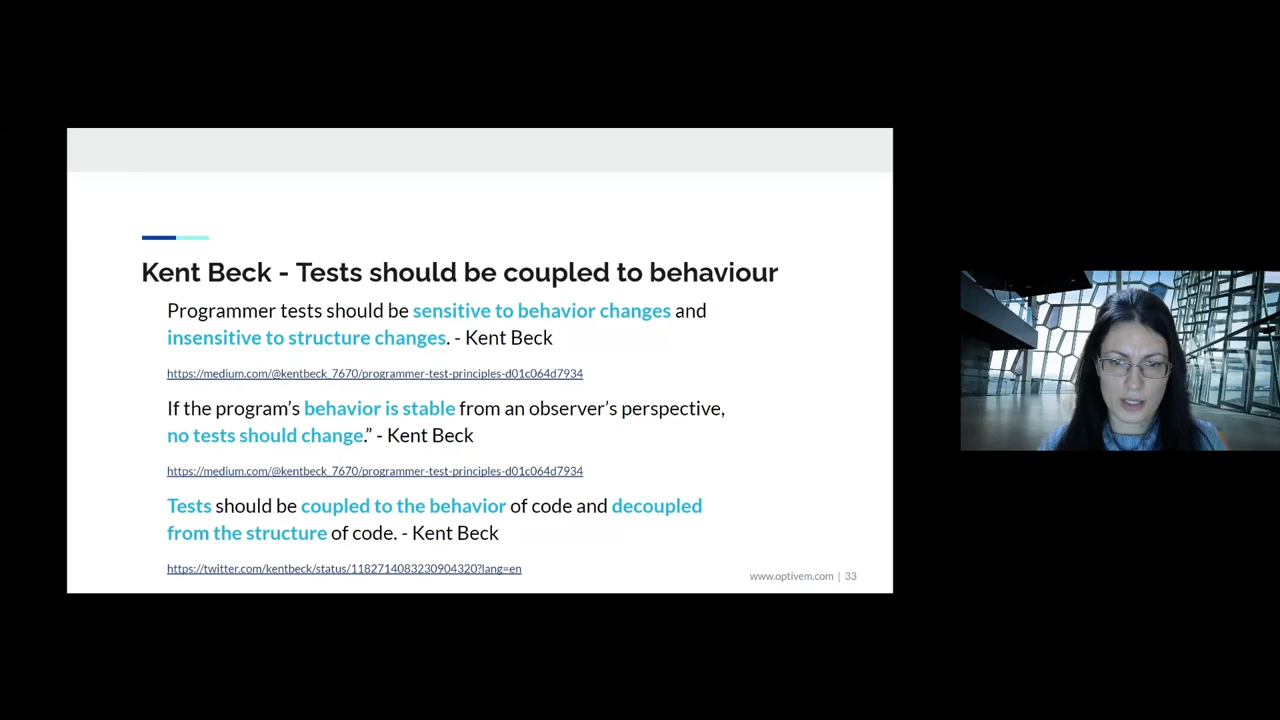 Kent Beck - Tests should be coupled to behaviour
Programmer tests should be sensitive to behavior changes and
insensitive to structure changes. - Kent Beck
https://medium.com/@kentbeck_7670/programmer-test-principles-d01c064d7934
If the program’s behavior is stable from an observer’s perspective,
no tests should change.” - Kent Beck
https://medium.com/@kentbeck_7670/programmer-test-principles-d01c064d7934
Tests should be coupled to the behavior of code and decoupled
from the structure of code. - Kent Beck
https://twitter.com/kentbeck/status/1182714083230904320?lang=en
www.optivem.com | 33